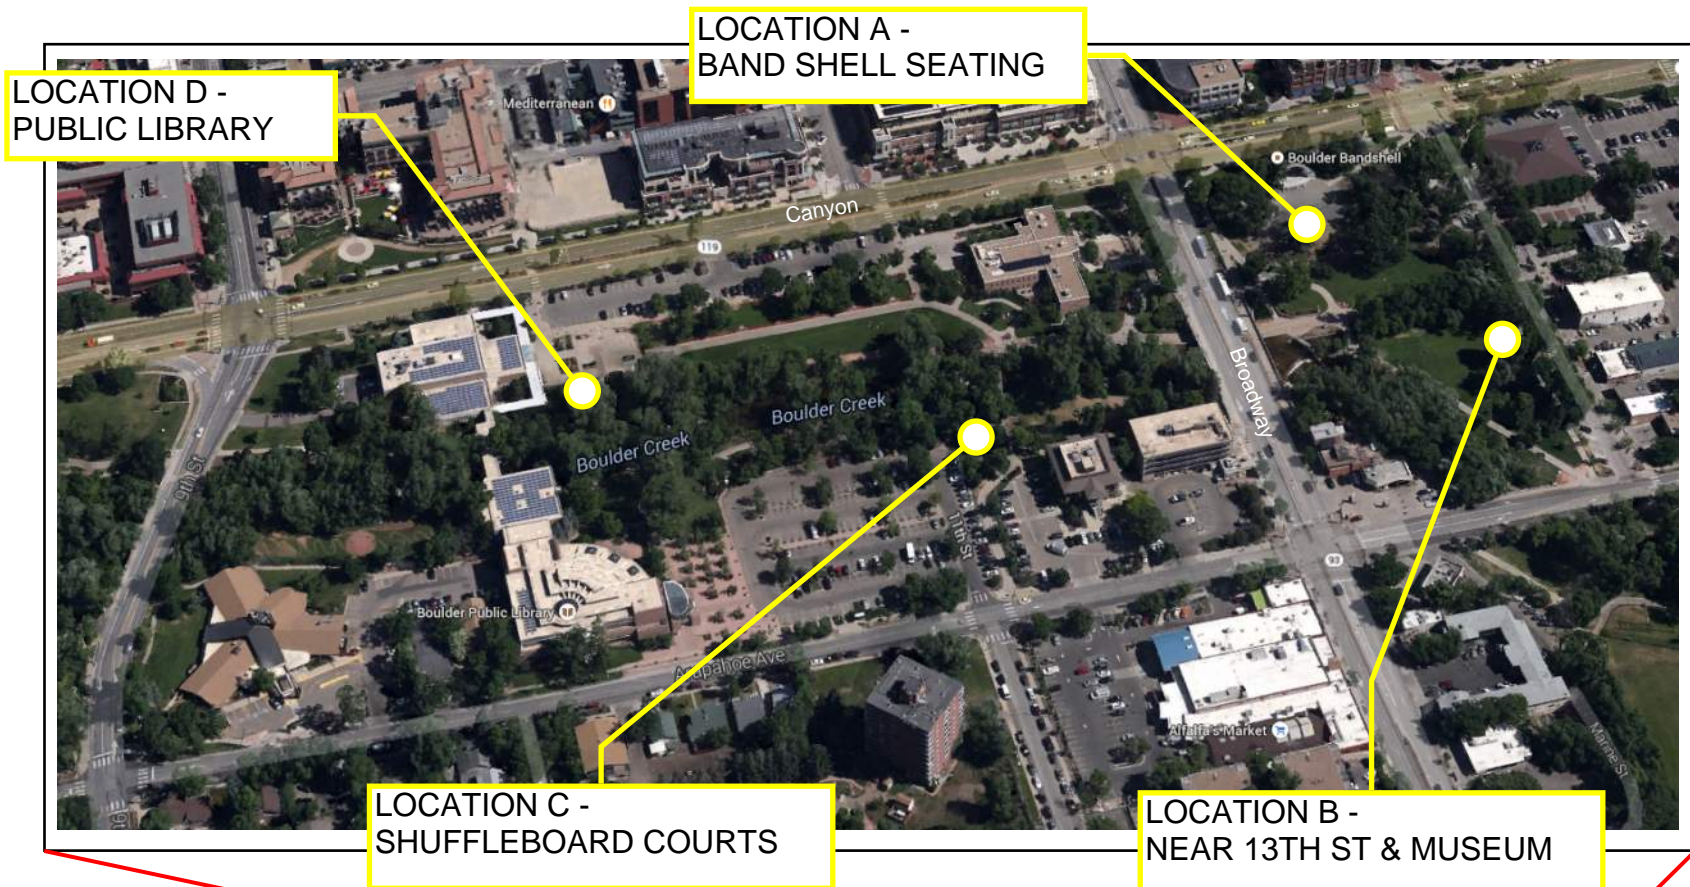 LOCATION A -
BAND SHELL SEATING
LOCATION D -
PUBLIC LIBRARY
Mediterranean
Boulder Bandshell
Canyon
119
Broadway
Boulder Creek
Boulder Creek
9th St
11th St
93
Boulder Public Library
Arapahoe Ave
Alfalfa's Market
Marine St
9th
LOCATION C -
SHUFFLEBOARD COURTS
LOCATION B -
NEAR 13TH ST & MUSEUM